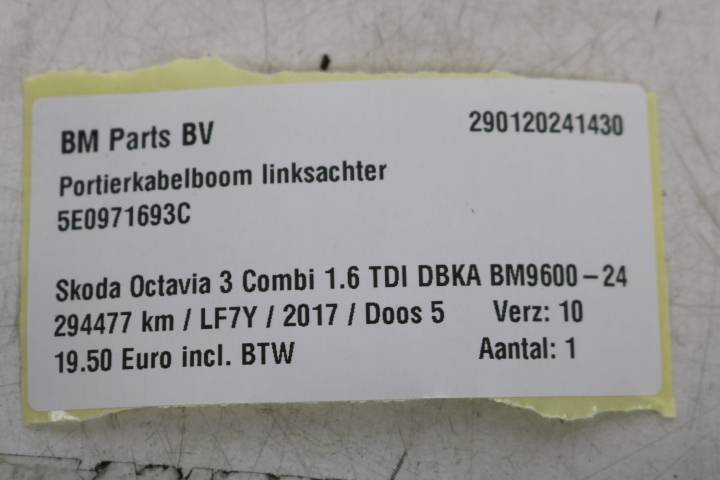 BM Parts BV 290120241430
Portierkabelboom linksachter
5E0971693C
Skoda Octavia 3 Combi 1.6 TDI DBKA BM9600-24
294477 km / LF7Y / 2017 / Doos 5 Verz: 10
19.50 Euro incl. BTW Aantal: 1